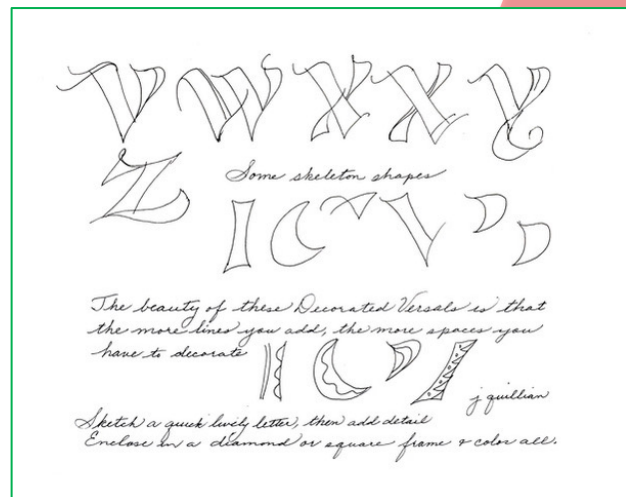 V W X X Y
Z
Some skeleton shapes
The beauty of these Decorated Versals is that
the more lines you add, the more spaces you
have to decorate
j quillian
Sketch a quick lively letter, then add detail
Enclose in a diamond or square frame & color all.